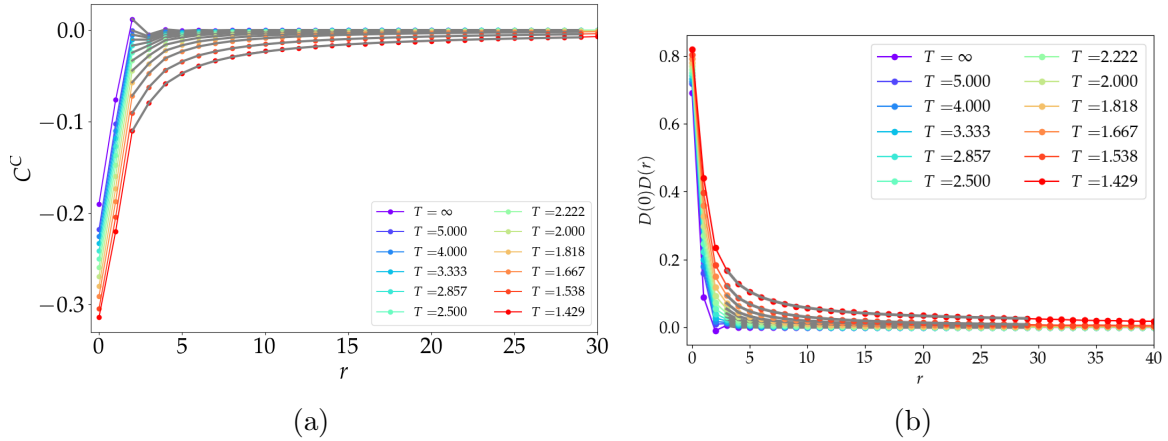 0.0
−0.1
−0.2
−0.3
C^C
0 5 10 15 20 25 30
r
T = ∞
T =5.000
T =4.000
T =3.333
T =2.857
T =2.500
T =2.222
T =2.000
T =1.818
T =1.667
T =1.538
T =1.429
(a)
0.8
0.6
0.4
0.2
0.0
D(0)D(r)
0 5 10 15 20 25 30 35 40
r
T = ∞
T =5.000
T =4.000
T =3.333
T =2.857
T =2.500
T =2.222
T =2.000
T =1.818
T =1.667
T =1.538
T =1.429
(b)